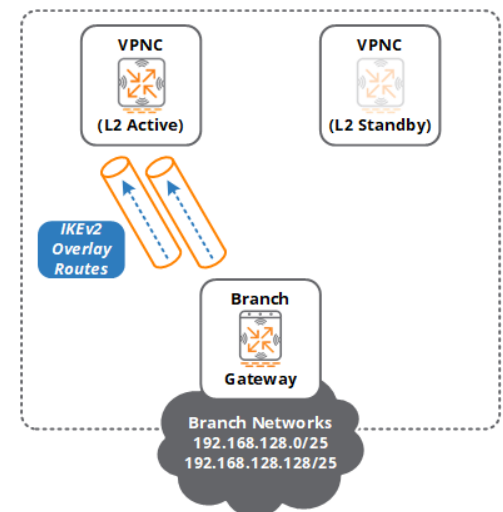 VPNC
(L2 Active)
VPNC
(L2 Standby)
IKEv2
Overlay
Routes
Branch
Gateway
Branch Networks
192.168.128.0/25
192.168.128.128/25